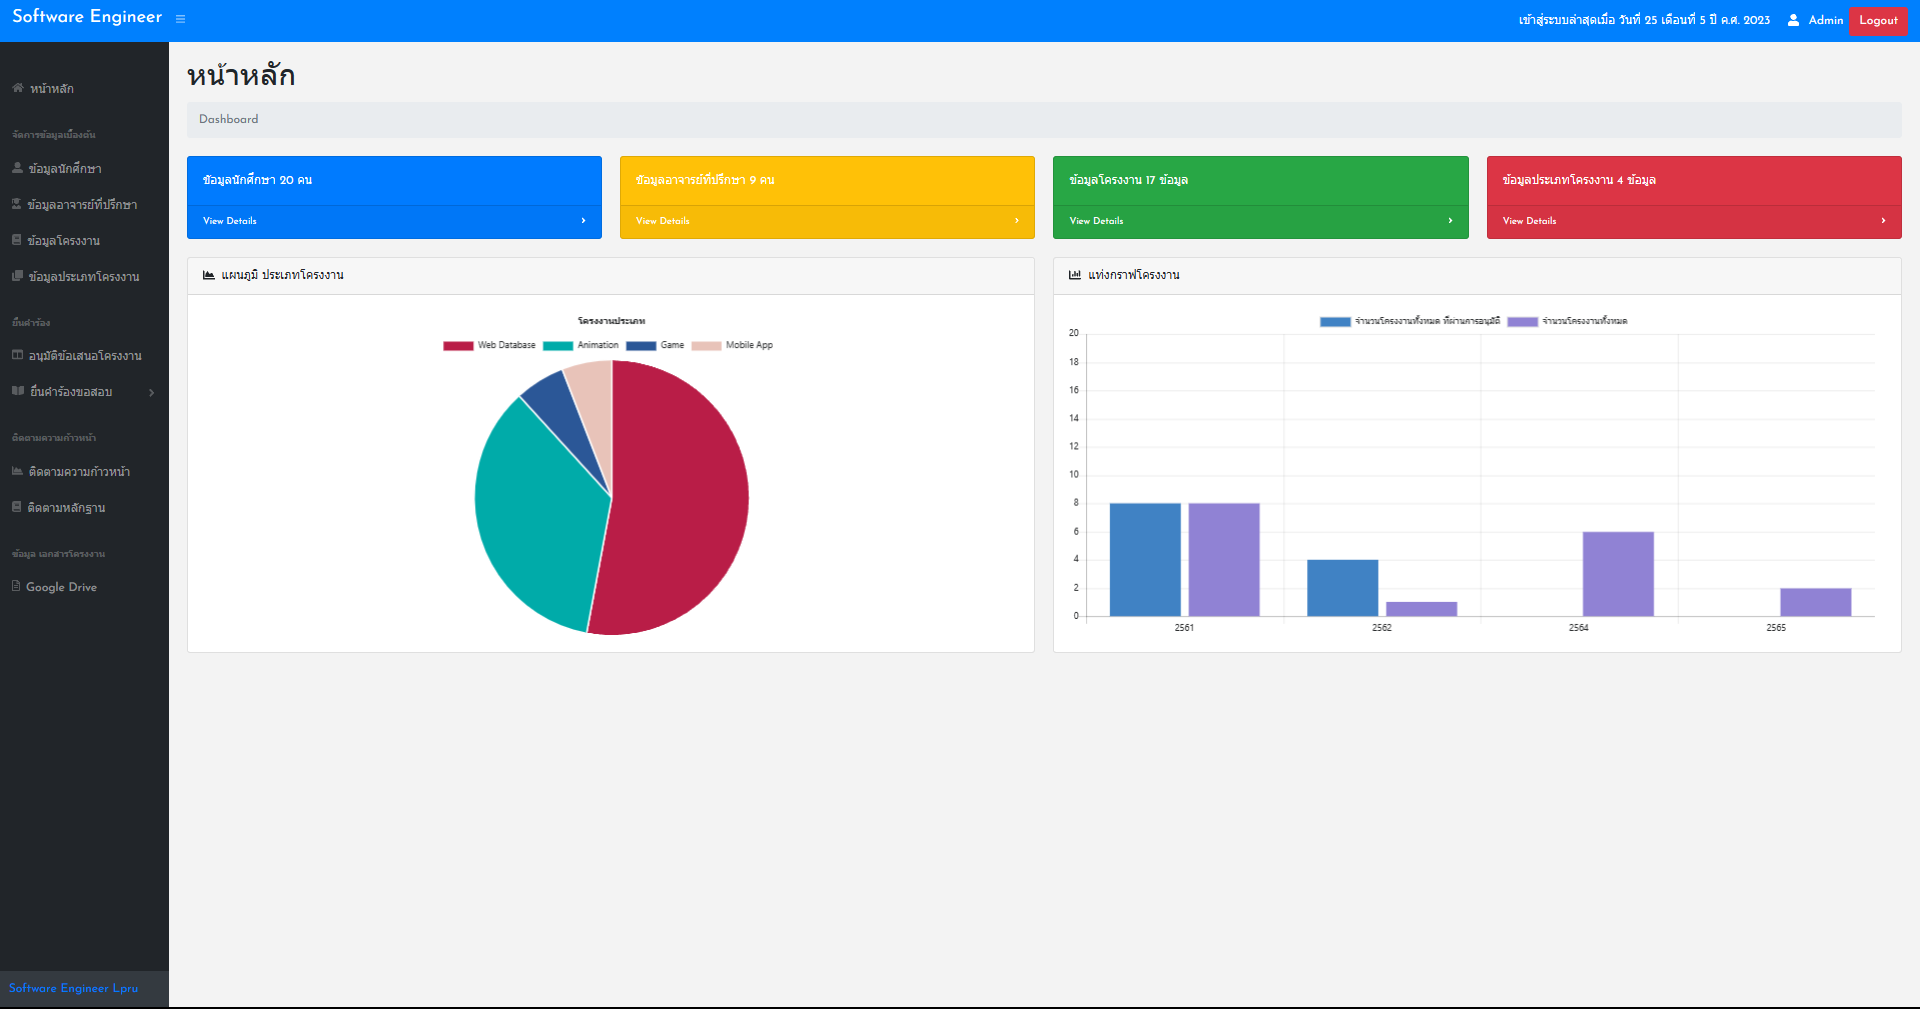 Software Engineer
เข้าสู่ระบบล่าสุดเมื่อ วันที่ 25 เดือนที่ 5 ปี ค.ศ. 2023
Admin
Logout
หน้าหลัก
จัดการข้อมูลเบื้องต้น
ข้อมูลนักศึกษา
ข้อมูลอาจารย์ที่ปรึกษา
ข้อมูลโครงงาน
ข้อมูลประเภทโครงงาน
ยื่นคำร้อง
อนุมัติข้อเสนอโครงงาน
ยื่นคำร้องขอสอบ
ติดตามความก้าวหน้า
ติดตามความก้าวหน้า
ติดตามหลักฐาน
ข้อมูล เอกสารโครงงาน
Google Drive
Software Engineer Lpru
หน้าหลัก
Dashboard
ข้อมูลนักศึกษา 20 คน
View Details
ข้อมูลอาจารย์ที่ปรึกษา 9 คน
View Details
ข้อมูลโครงงาน 17 ข้อมูล
View Details
ข้อมูลประเภทโครงงาน 4 ข้อมูล
View Details
แผนภูมิ ประเภทโครงงาน
โครงงานประเภท
Web Database Animation Game Mobile App
แท่งกราฟโครงงาน
จำนวนโครงงานทั้งหมด ที่ผ่านการอนุมัติ จำนวนโครงงานทั้งหมด
20
18
16
14
12
10
8
6
4
2
0
2561 2562 2564 2565